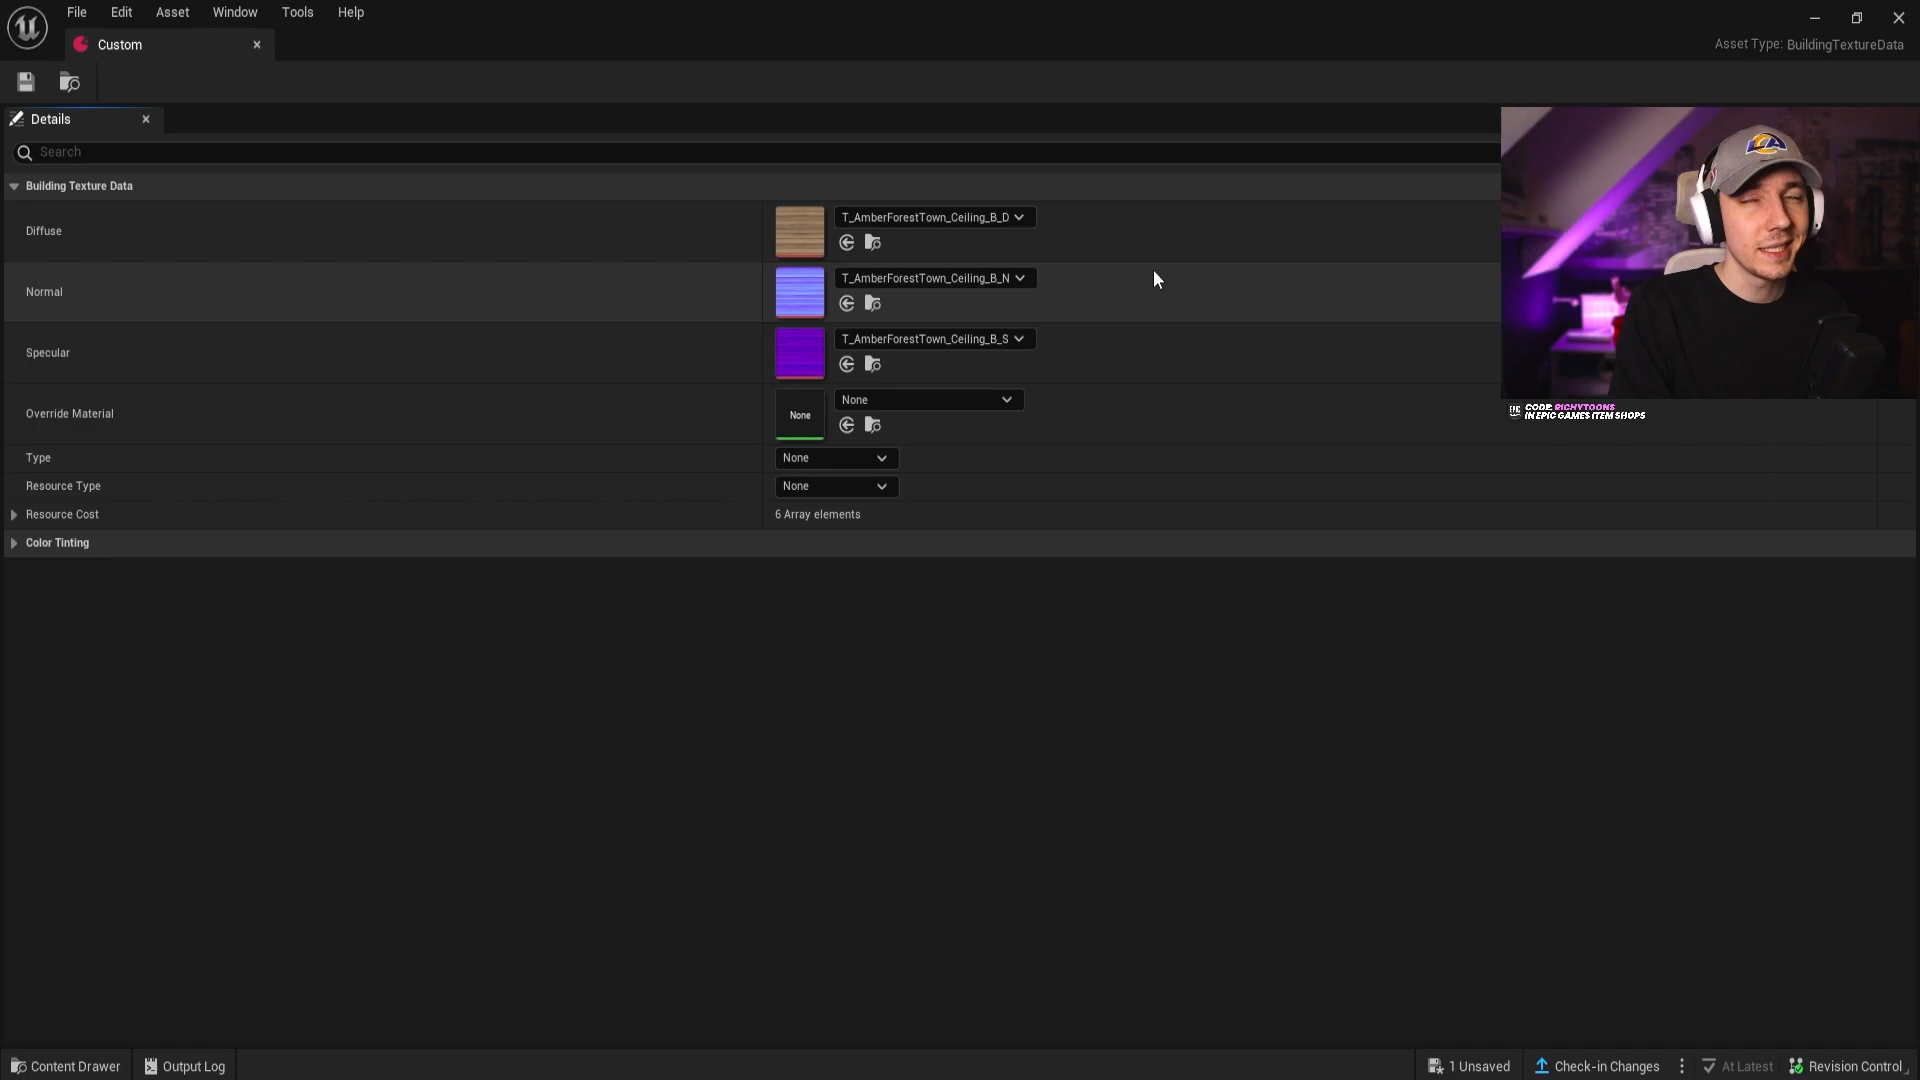 File Edit Asset Window Tools Help
Custom
Asset Type: BuildingTextureData
Details
Search
Building Texture Data
Diffuse
T_AmberForestTown_Ceiling_B_D
Normal
T_AmberForestTown_Ceiling_B_N
Specular
T_AmberForestTown_Ceiling_B_S
Override Material
None
None
Type
None
Resource Type
None
Resource Cost
6 Array elements
Color Tinting
LA
EPIC
CODE: RICHYTOONS
IN EPIC GAMES ITEM SHOPS
Content Drawer
Output Log
1 Unsaved
Check-in Changes
At Latest
Revision Control